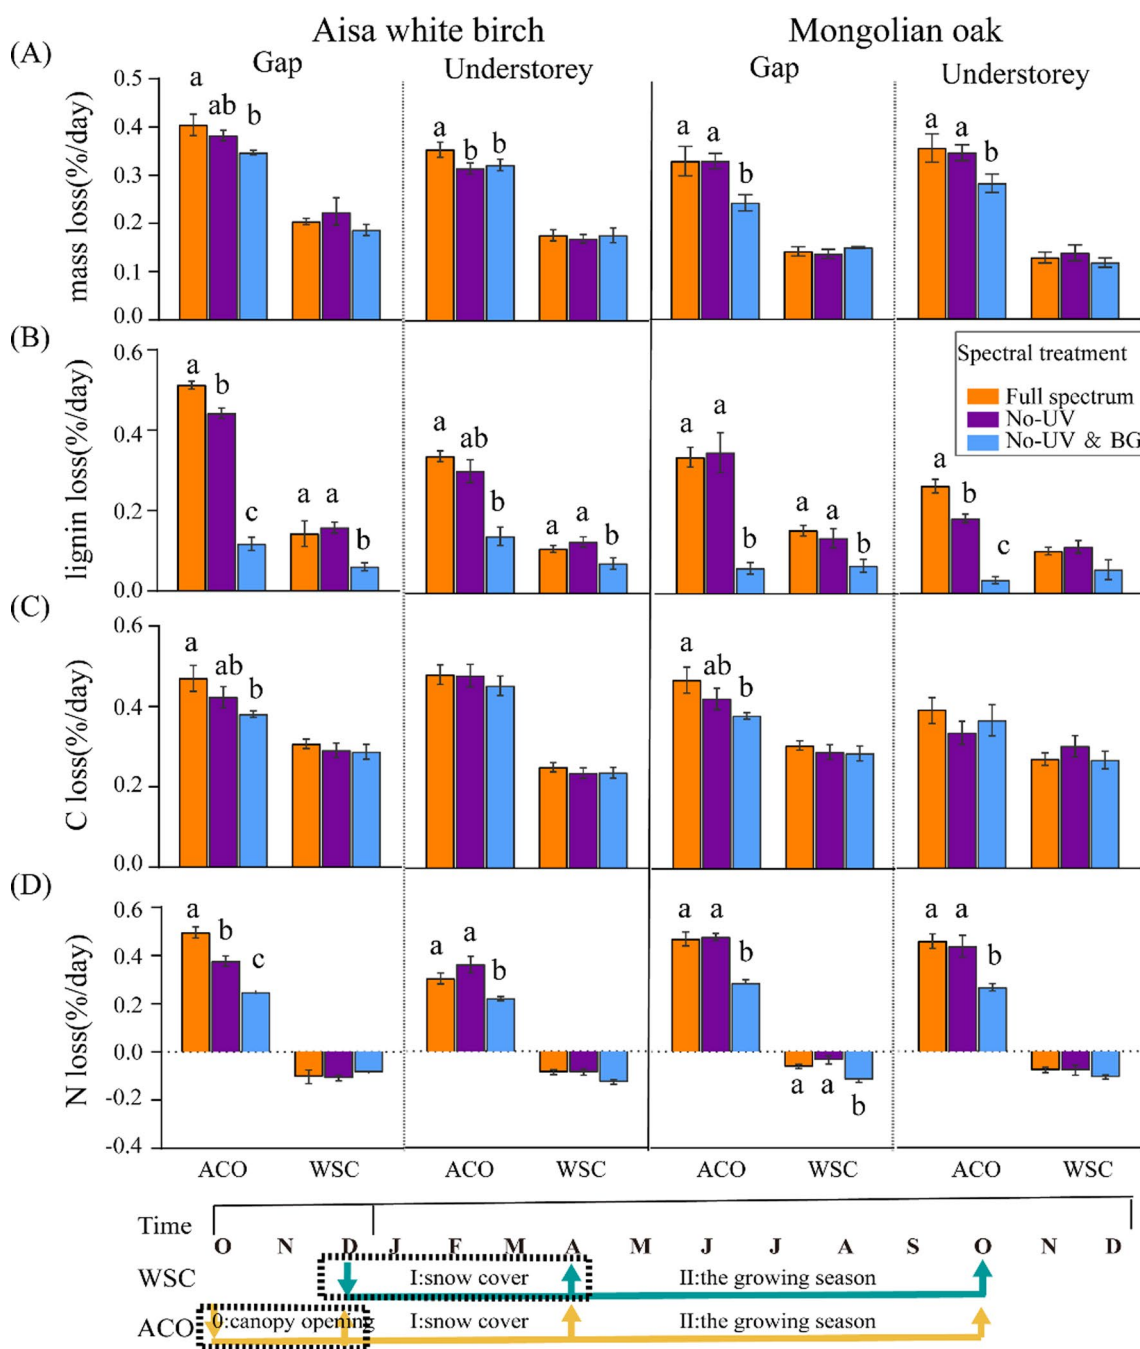 Aisa white birch Mongolian oak
(A) Gap Understorey Gap Understorey
mass loss(%/day)
0.5
0.4
0.3
0.2
0.1
0.0
a ab b
a b b
a a b
a a b
(B)
lignin loss(%/day)
0.6
0.4
0.2
0.0
a b c a a b
a ab b a a b
a a b a a b
a b c
Spectral treatment
Full spectrum
No-UV
No-UV & BG
(C)
C loss(%/day)
0.6
0.4
0.2
0.0
a ab b
a ab b
(D)
N loss(%/day)
0.6
0.4
0.2
0.0
-0.2
-0.4
a b c
a a b
a a b a a b
a a b
ACO WSC ACO WSC ACO WSC ACO WSC
Time
O N D J F M A M J J A S O N D
WSC I:snow cover II:the growing season
ACO 0:canopy opening I:snow cover II:the growing season